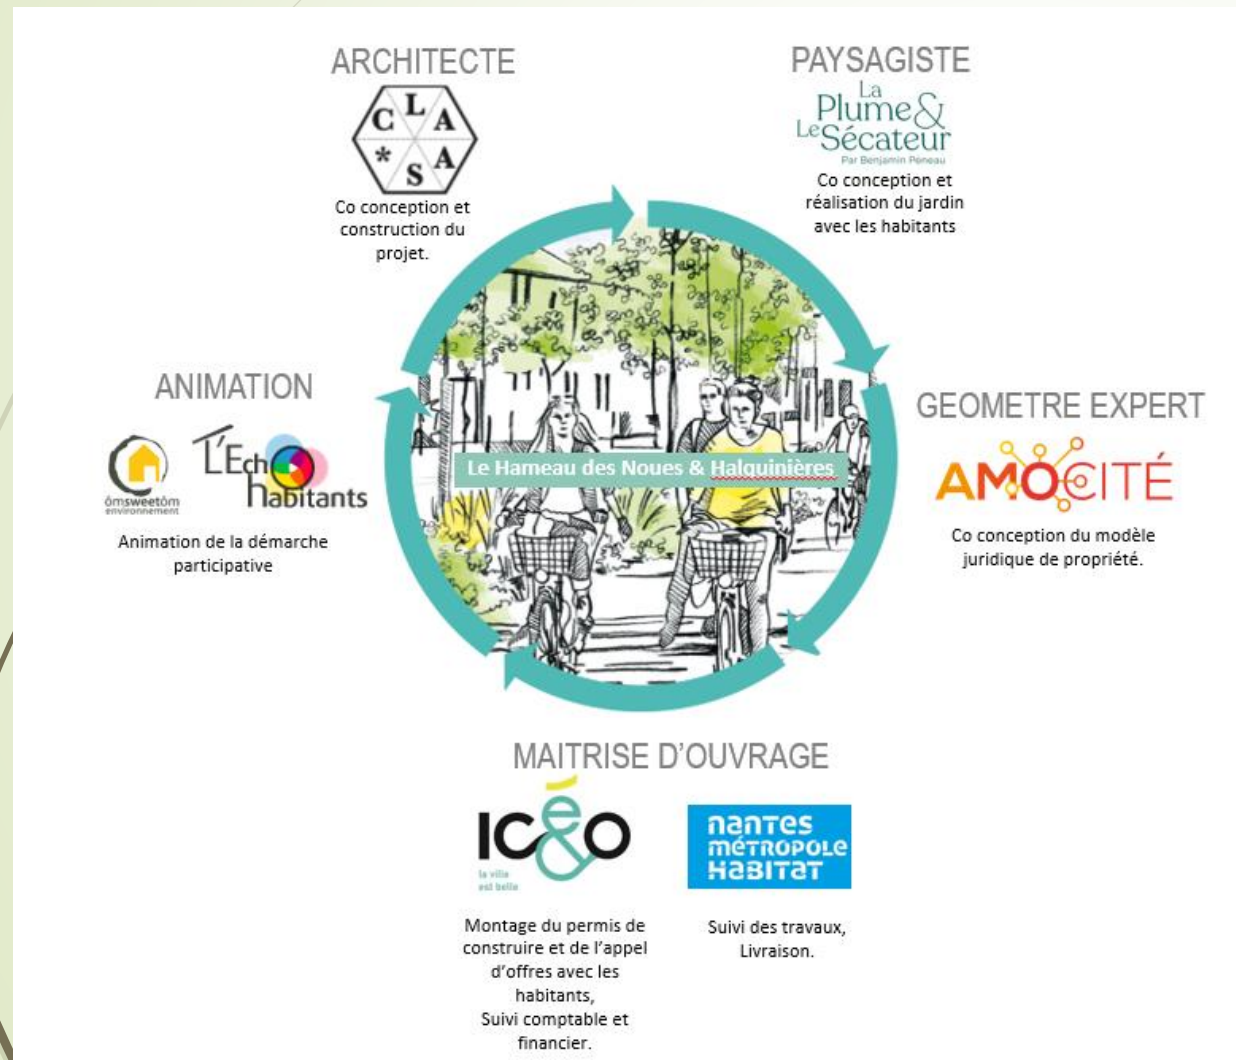 ARCHITECTE
C L A
* S A
Co conception et
construction du
projet.
PAYSAGISTE
La
Plume &
Le Sécateur
Par Benjamin Peneau
Co conception et
réalisation du jardin
avec les habitants
ANIMATION
ômsweetôm
environnement
L'Echo
habitants
Animation de la démarche
participative
Le Hameau des Noues & Halquinières
GEOMETRE EXPERT
AMOCITÉ
Co conception du modèle
juridique de propriété.
MAITRISE D'OUVRAGE
ICéO
la ville
est belle
Montage du permis de
construire et de l'appel
d'offres avec les
habitants,
Suivi comptable et
financier.
nantes
métropole
Habitat
Suivi des travaux,
Livraison.